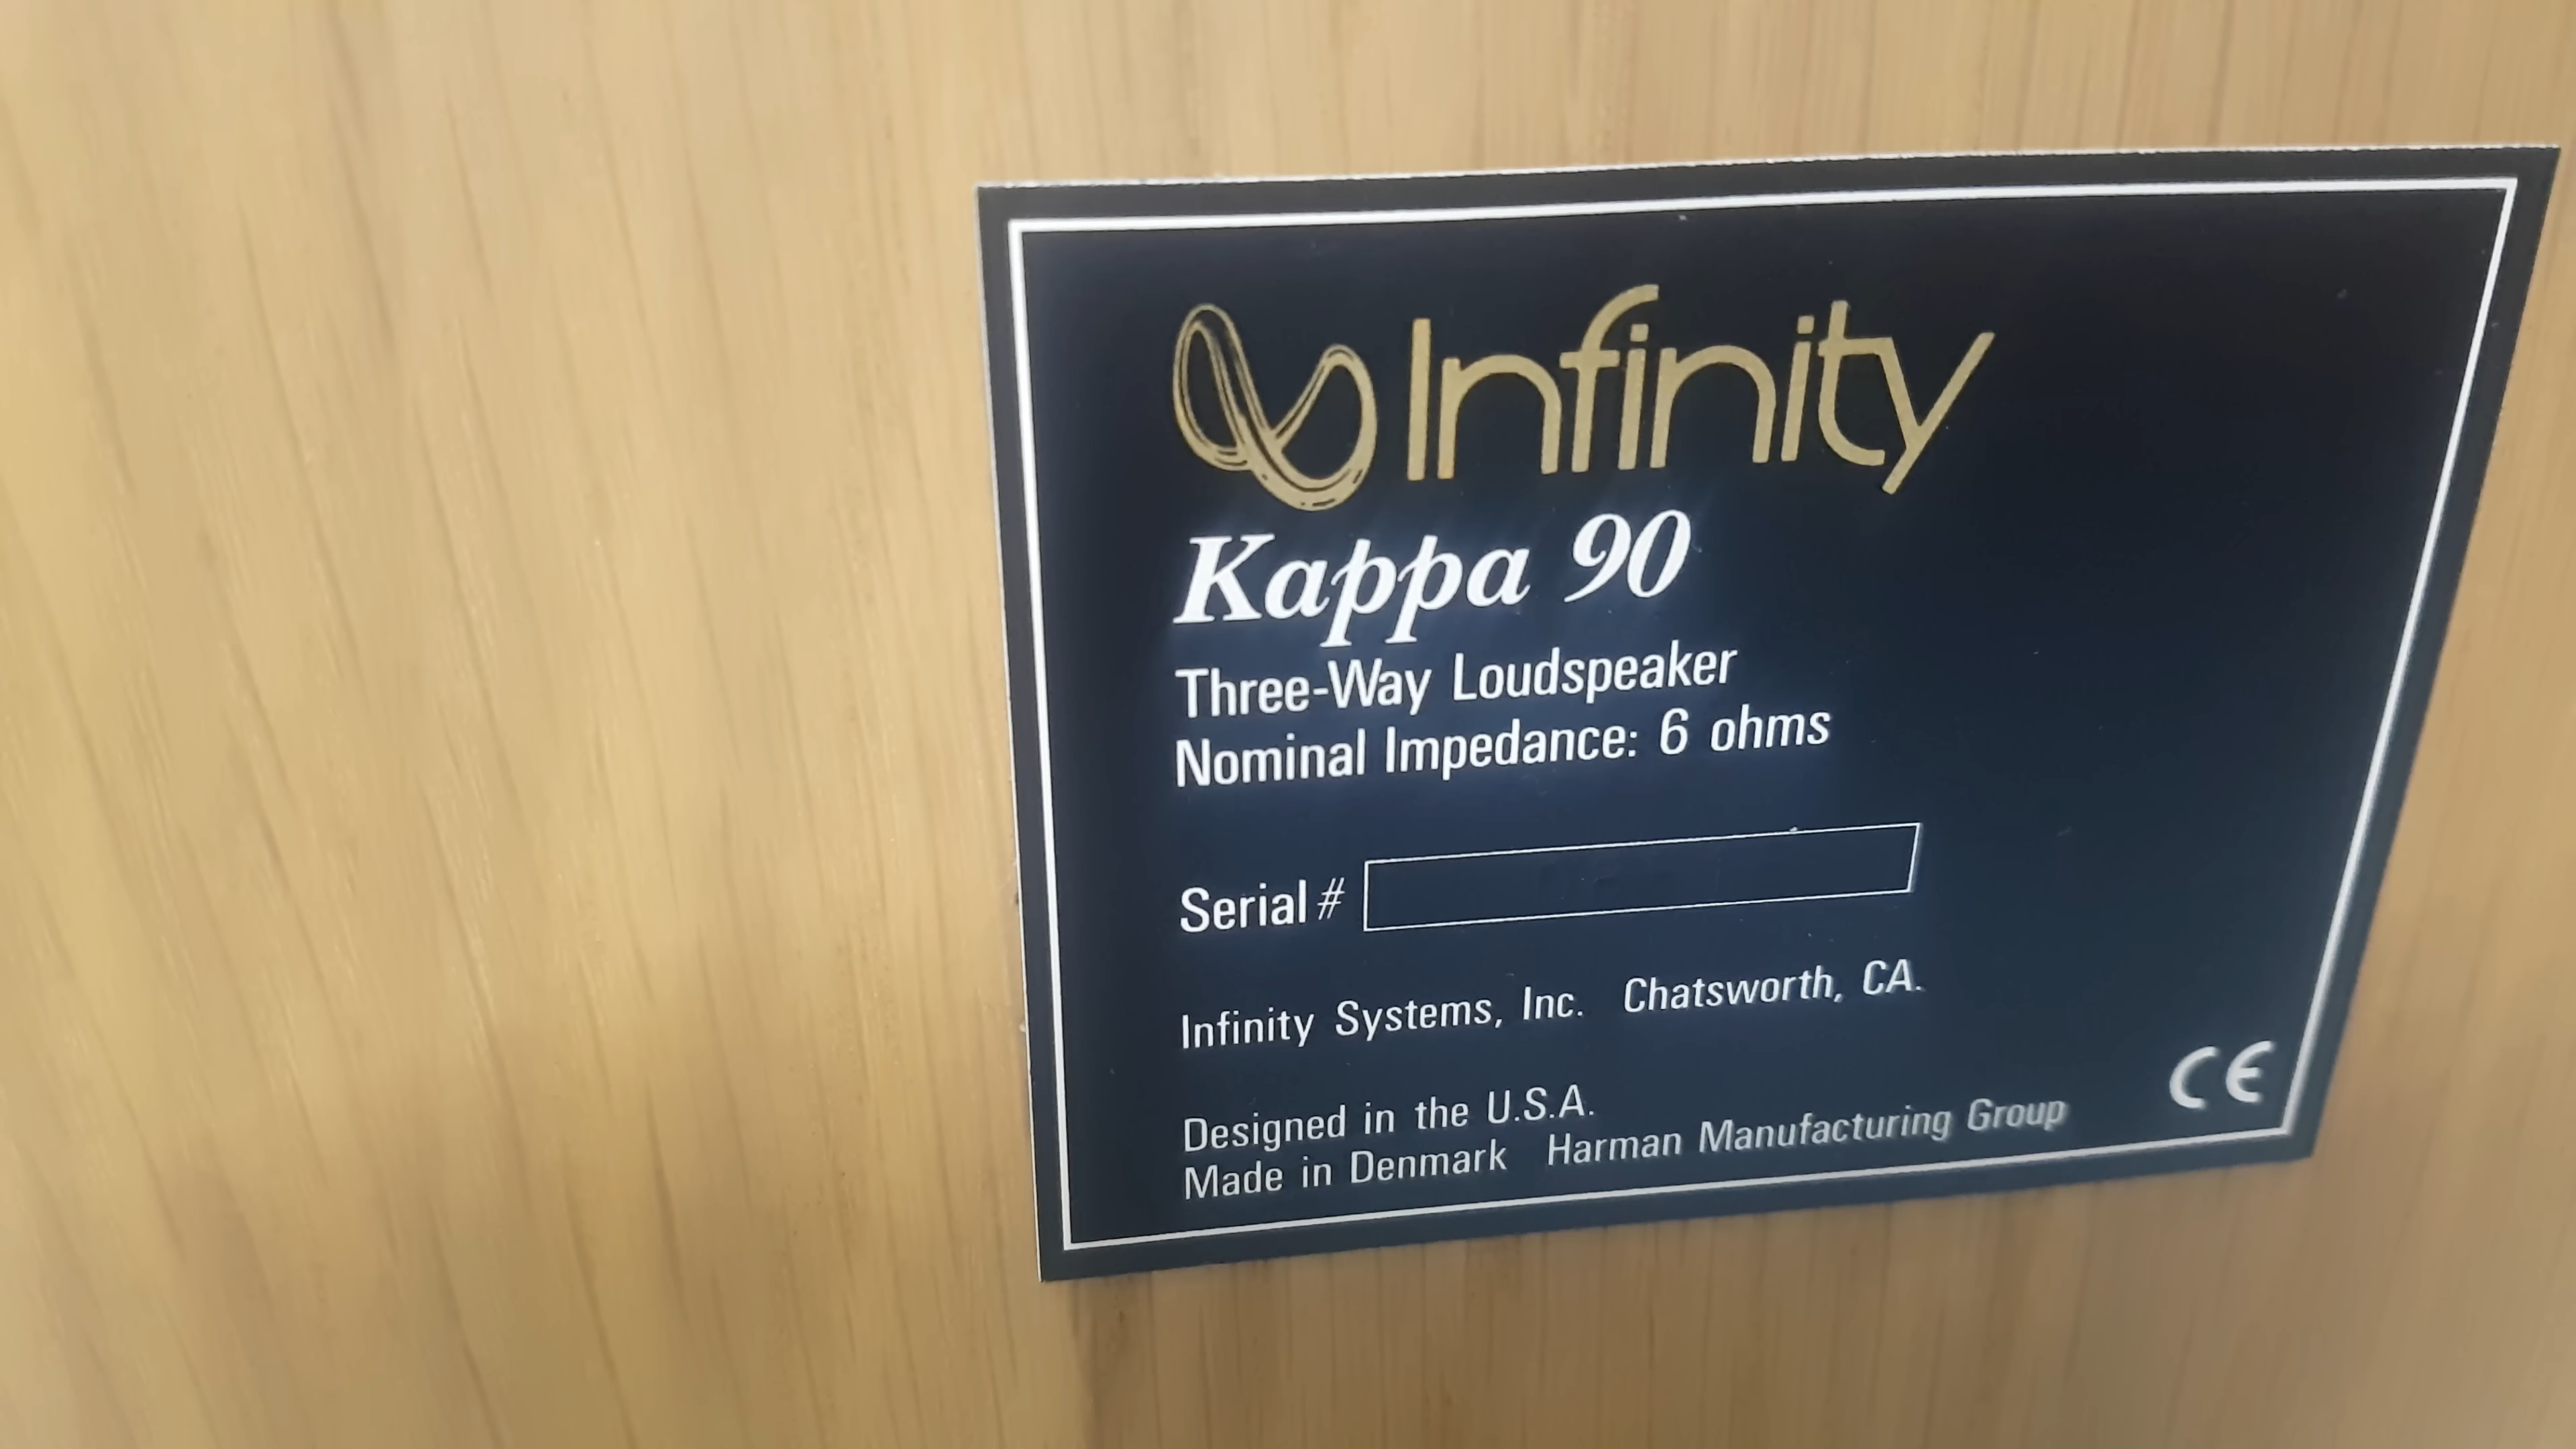 Infinity
Kappa 90
Three-Way Loudspeaker
Nominal Impedance: 6 ohms
Serial #
Infinity Systems, Inc. Chatsworth, CA.
Designed in the U.S.A.
Made in Denmark Harman Manufacturing Group
CE